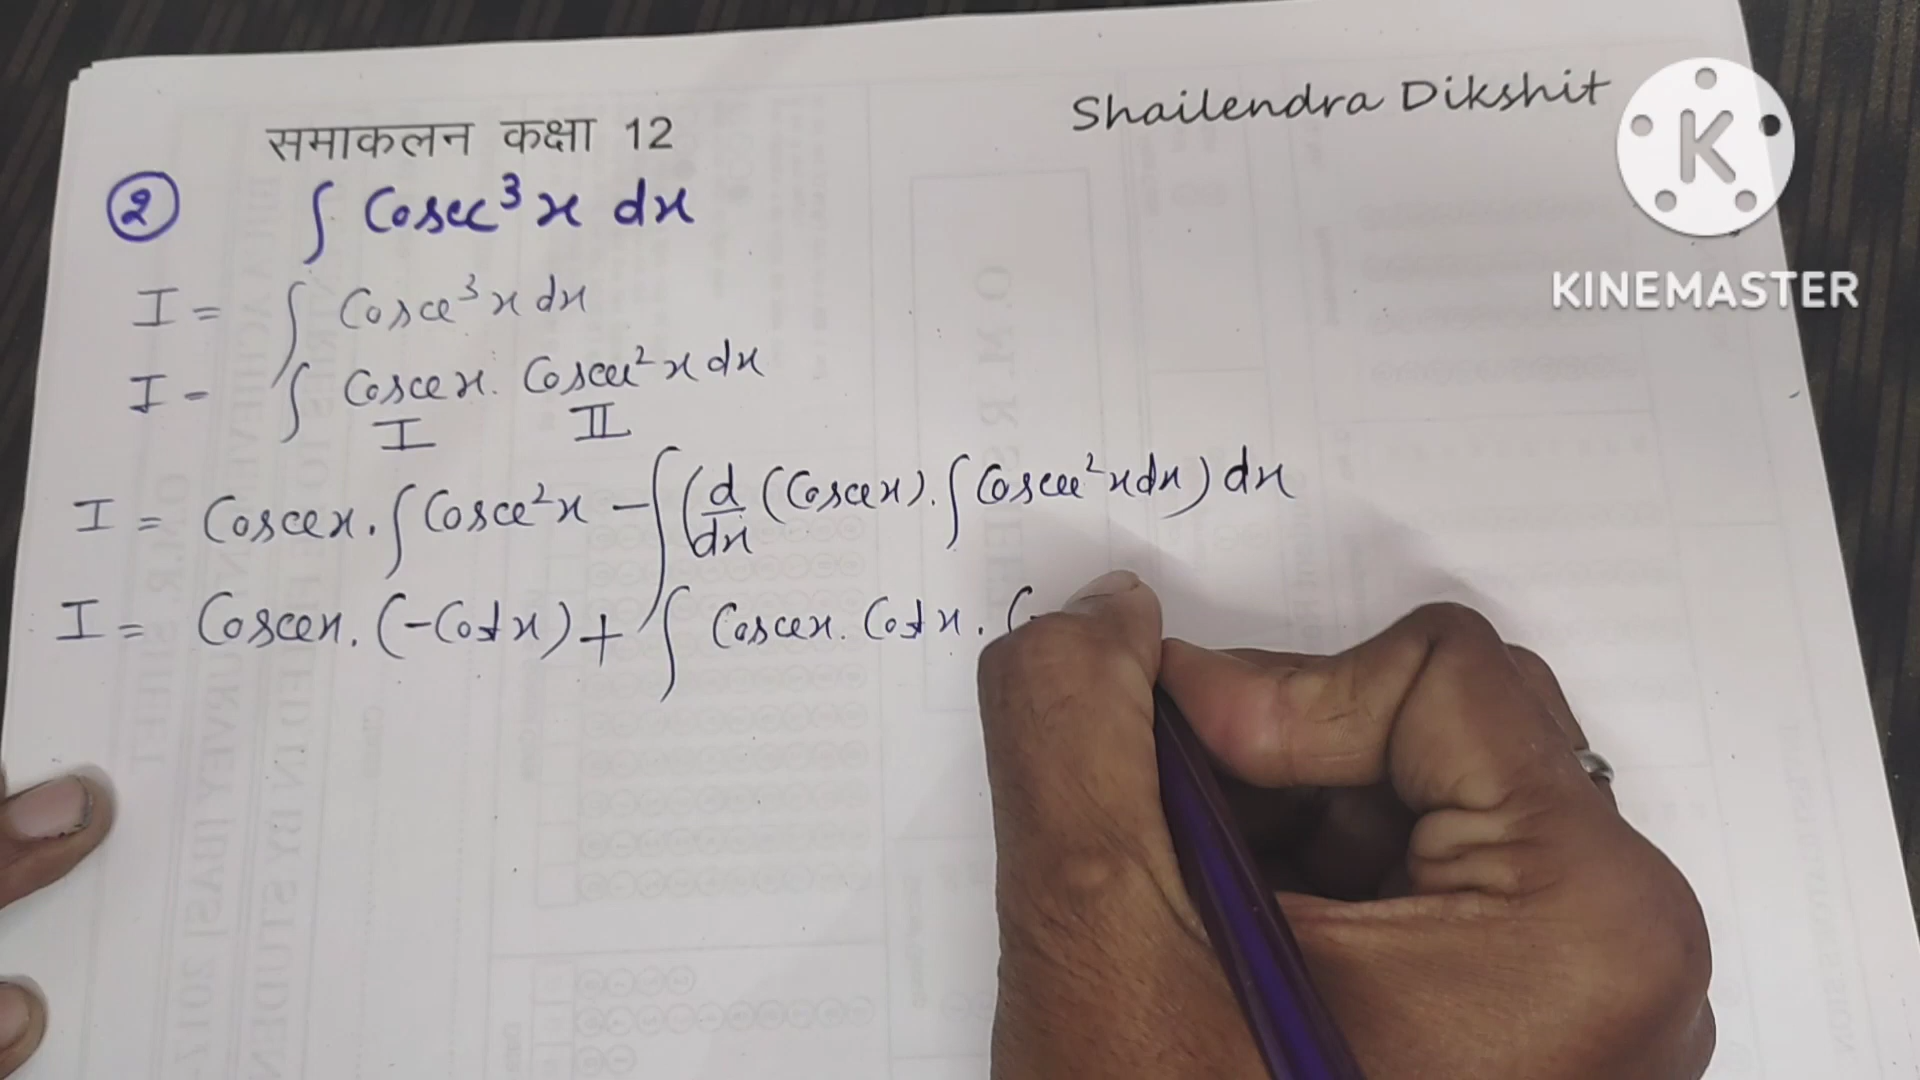 समाकलन कक्षा 12
Shailendra Dikshit
KINEMASTER
② ∫ Cosec³x dx
I = ∫ Cosec³x dx
I - ∫ Cosecx. Cosec²x dx
I II
I = Cosecx. ∫ Cosec²x - ∫ (d/dx (Cosecx). ∫ Cosec²x dx) dx
I = Cosecx. (-Cotx) + ∫ Cosecx. Cotx. (-